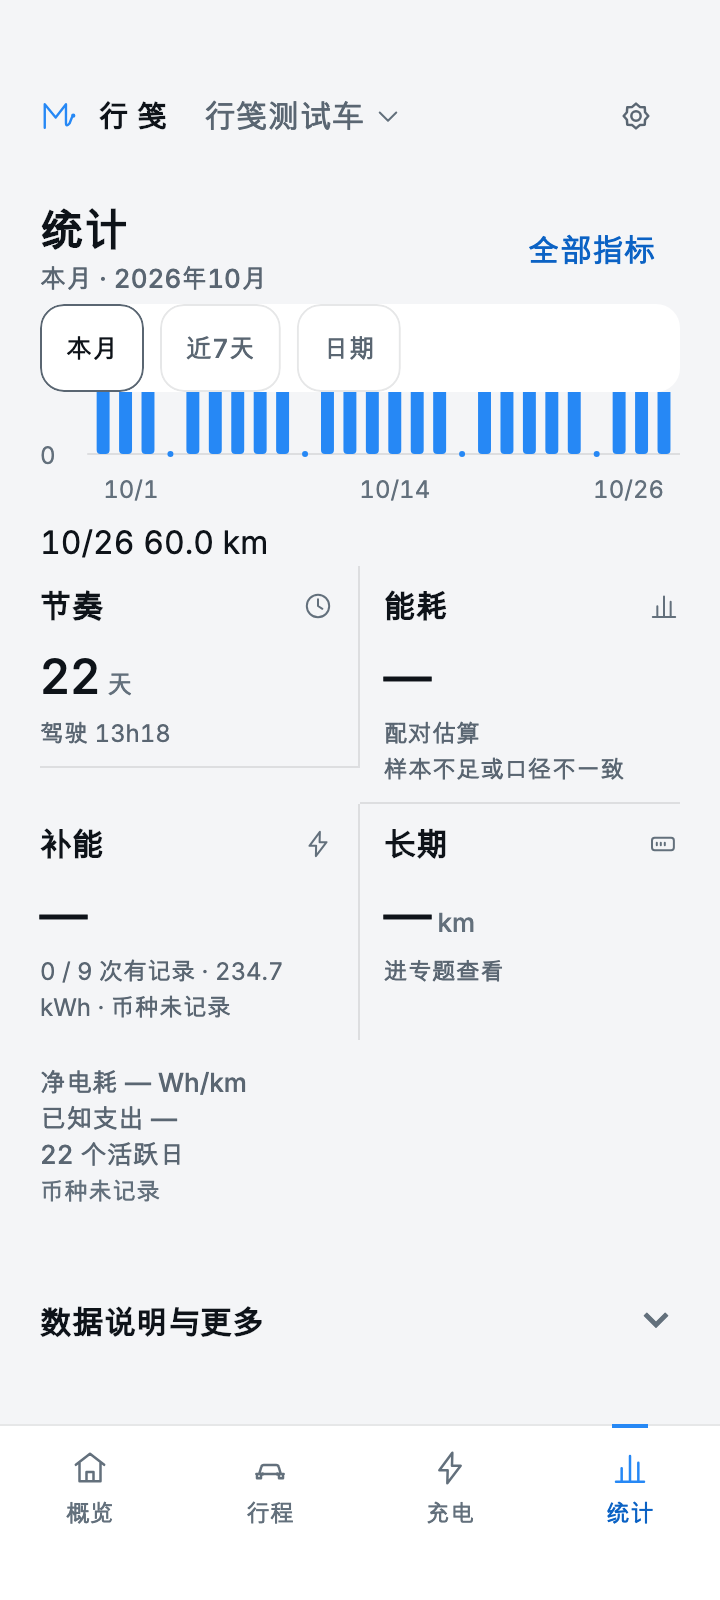 行 笺 行笺测试车
统计
全部指标
本月 · 2026年10月
本月 近7天 日期
0
10/1 10/14 10/26
10/26 60.0 km
节奏
22 天
驾驶 13h18
能耗
—
配对估算
样本不足或口径不一致
补能
—
0 / 9 次有记录 · 234.7
kWh · 币种未记录
长期
— km
进专题查看
净电耗 — Wh/km
已知支出 —
22 个活跃日
币种未记录
数据说明与更多
概览 行程 充电 统计